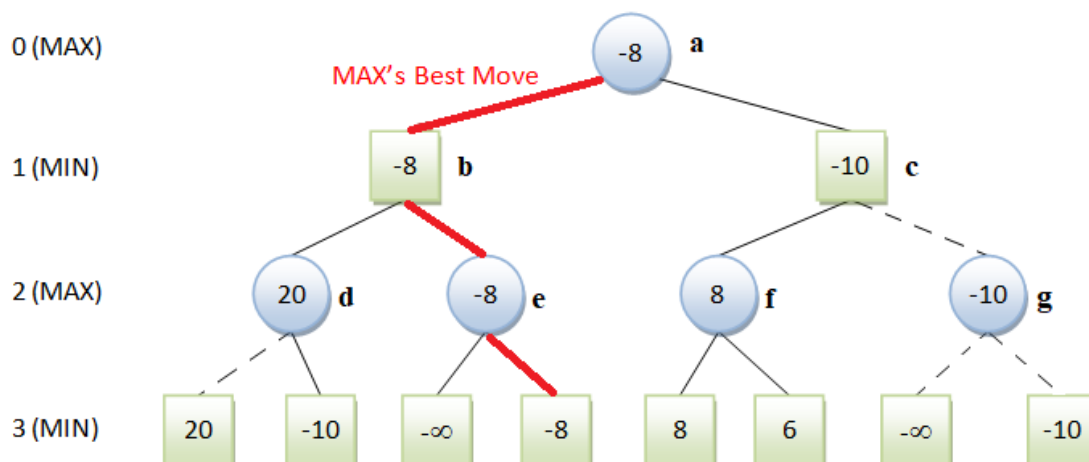 0 (MAX) -8 a
MAX's Best Move
1 (MIN) -8 b -10 c
2 (MAX) 20 d -8 e 8 f -10 g
3 (MIN) 20 -10 -∞ -8 8 6 -∞ -10